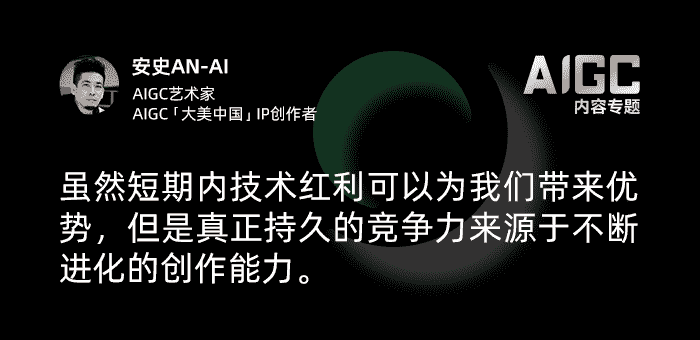 安史AN-AI
AIGC艺术家
AIGC「大美中国」IP创作者
AIGC
内容专题
虽然短期内技术红利可以为我们带来优
势，但是真正持久的竞争力来源于不断
进化的创作能力。